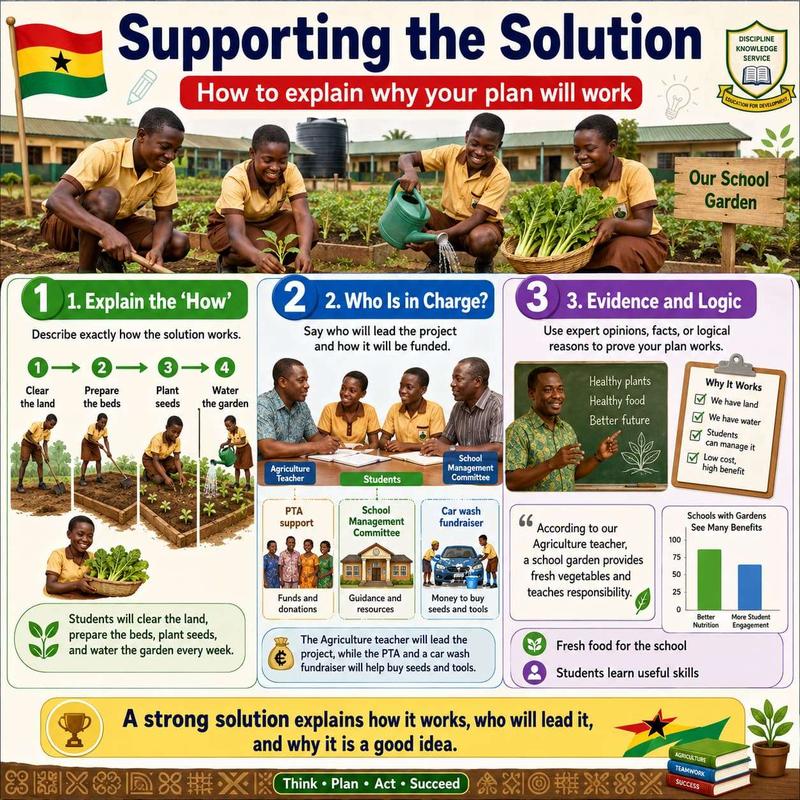 Supporting the Solution
How to explain why your plan will work
DISCIPLINE
KNOWLEDGE
SERVICE
EDUCATION FOR DEVELOPMENT
Our School
Garden
1
1. Explain the ‘How’
Describe exactly how the solution works.
1
2
3
4
Clear
the land
Prepare
the beds
Plant
seeds
Water
the garden
Students will clear the land,
prepare the beds, plant seeds,
and water the garden every week.
2
2. Who Is in Charge?
Say who will lead the project
and how it will be funded.
Agriculture
Teacher
Students
School
Management
Committee
PTA
support
Funds and
donations
School
Management
Committee
Guidance and
resources
Car wash
fundraiser
Money to buy
seeds and tools
₵
The Agriculture teacher will lead the
project, while the PTA and a car wash
fundraiser will help buy seeds and tools.
3
3. Evidence and Logic
Use expert opinions, facts, or logical
reasons to prove your plan works.
Healthy plants
Healthy food
Better future
Why It Works
We have land
We have water
Students
can manage it
Low cost,
high benefit
“ According to our
Agriculture teacher,
a school garden provides
fresh vegetables and
teaches responsibility.
Schools with Gardens
See Many Benefits
100
75
50
25
0
Better
Nutrition
More Student
Engagement
Fresh food for the school
Students learn useful skills
A strong solution explains how it works, who will lead it,
and why it is a good idea.
AGRICULTURE
TEAMWORK
SUCCESS
Think • Plan • Act • Succeed